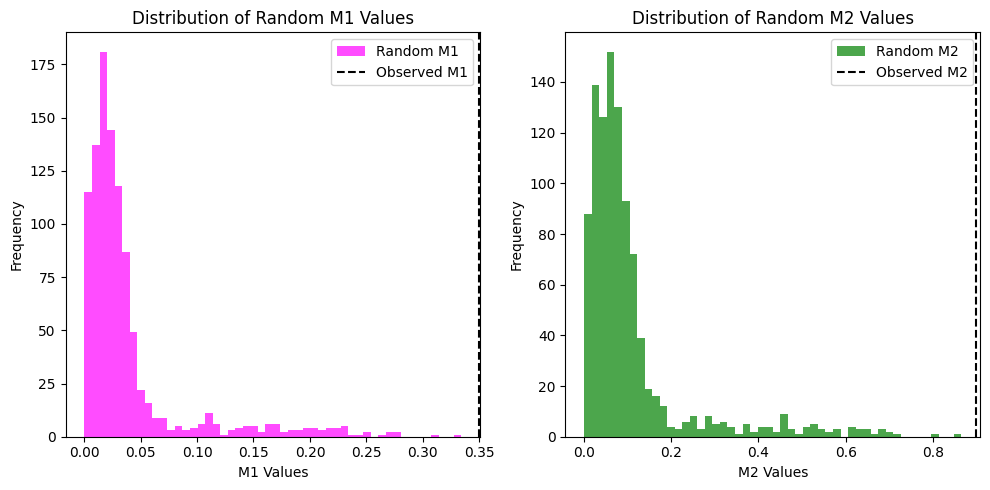 Distribution of Random M1 Values
Random M1
Observed M1
175
150
125
100
75
50
25
0
Frequency
0.00 0.05 0.10 0.15 0.20 0.25 0.30 0.35
M1 Values
Distribution of Random M2 Values
Random M2
Observed M2
140
120
100
80
60
40
20
0
Frequency
0.0 0.2 0.4 0.6 0.8
M2 Values